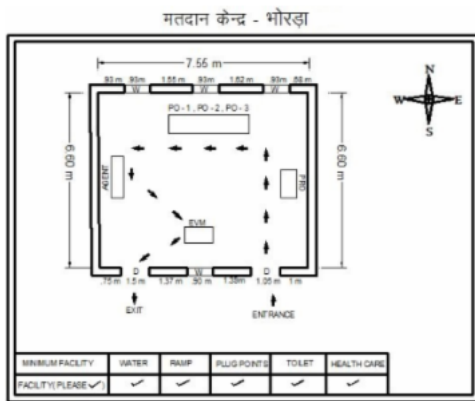 मतदान केन्द्र - भोरड़ा
7.55 m
.93 m .93m 1.55 m .93m 1.62 m .93m .58 m
W W W
N
W E
S
PO - 1 , PO - 2 , PO - 3
6.60 m
6.60 m
AGENT
PRO
EVM
D W D
.75 m 1.5 m 1.37 m .90 m 1.38m 1.05 m 1 m
EXIT
ENTRANCE
MINIMUM FACILITY WATER RAMP PLUG POINTS TOILET HEALTH CARE
FACILITY( PLEASE ✓) ✓ ✓ ✓ ✓ ✓